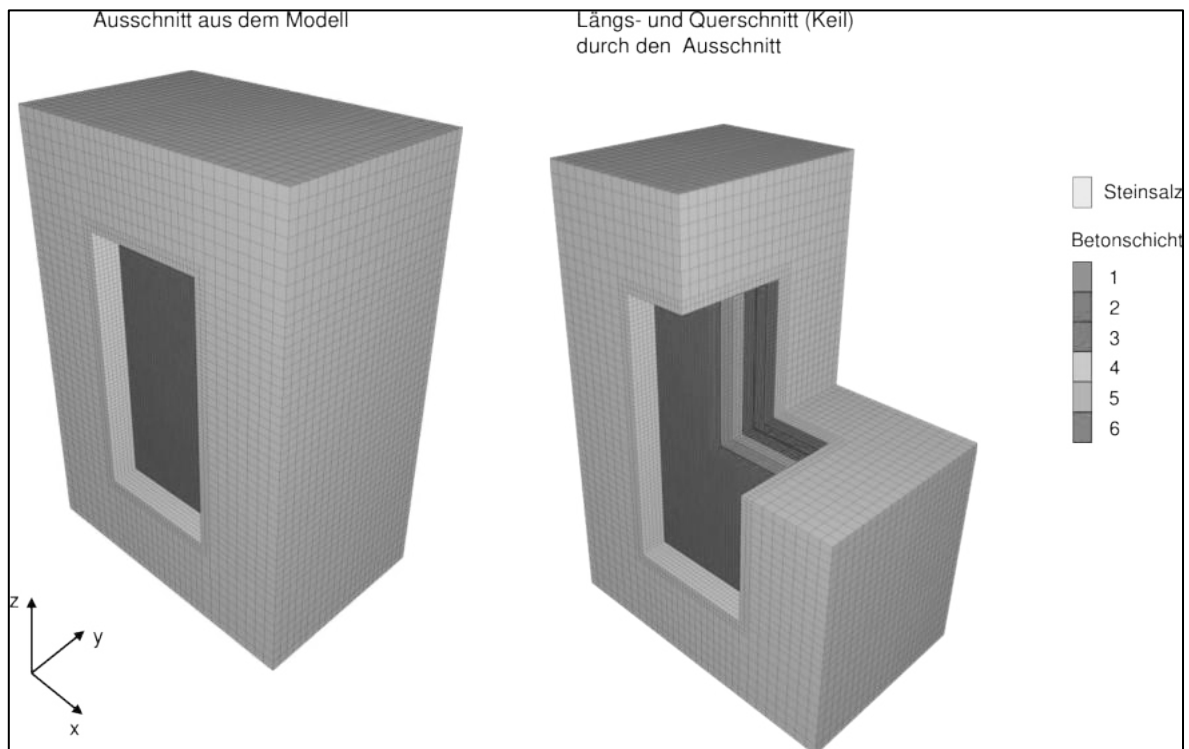 Ausschnitt aus dem Modell
Längs- und Querschnitt (Keil)
durch den Ausschnitt
Steinsalz
Betonschicht
1
2
3
4
5
6
z
y
x